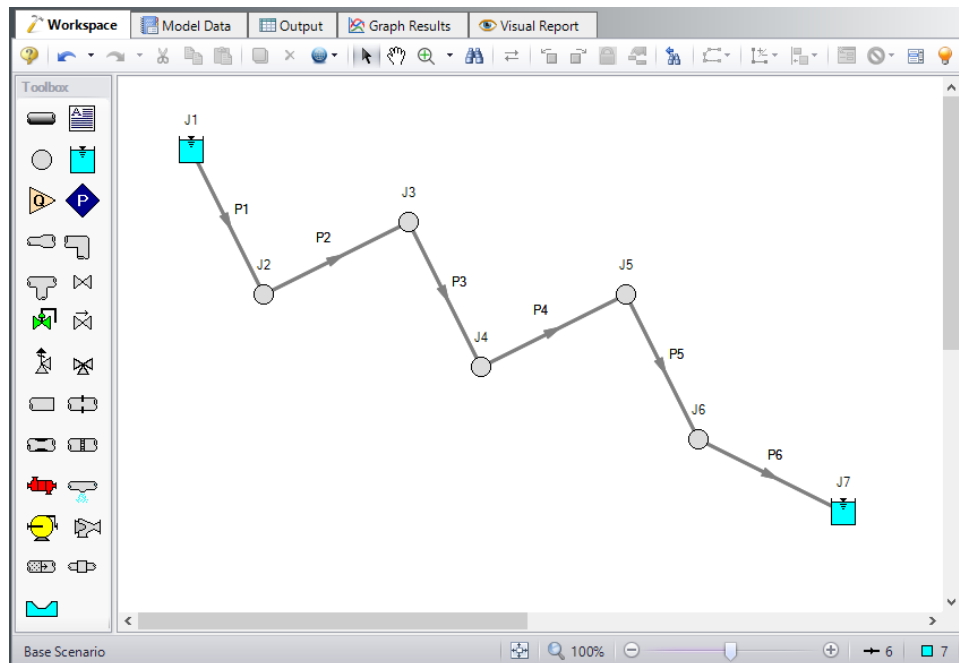 Workspace Model Data Output Graph Results Visual Report
Toolbox
A
Q P
J1
P1
J2
P2
J3
P3
J4
P4
J5
P5
J6
P6
J7
Base Scenario 100% 6 7